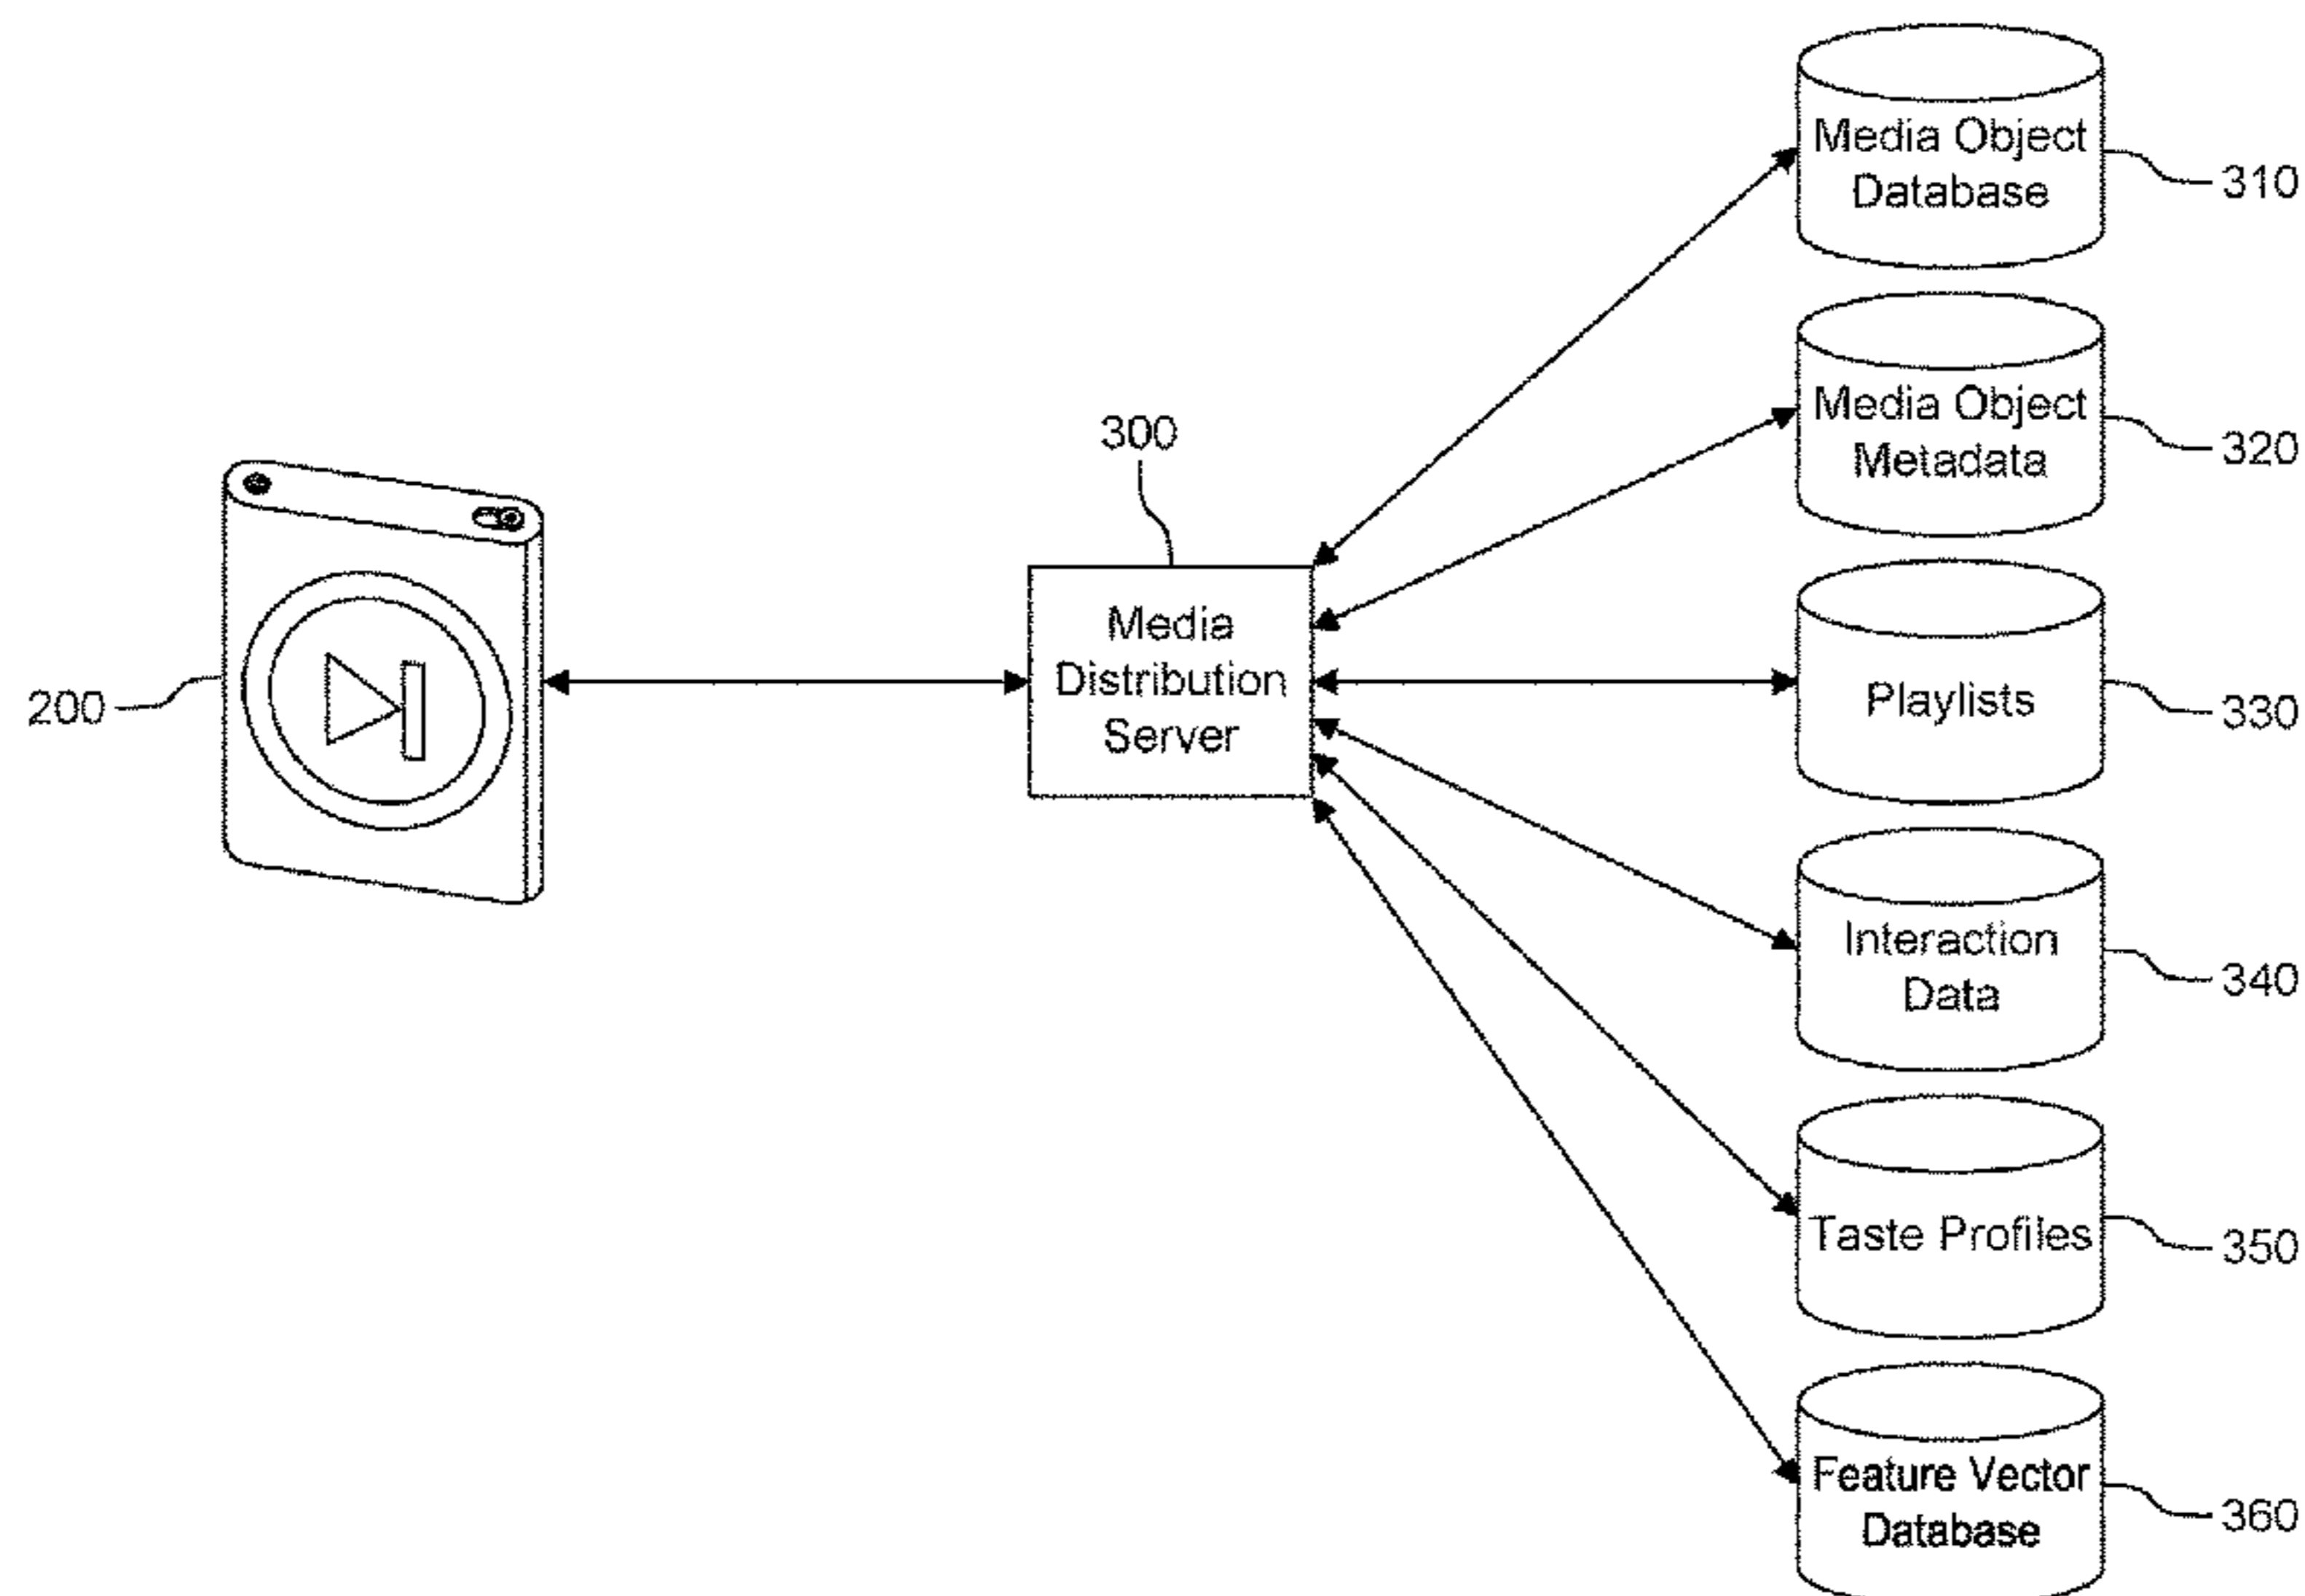 Media Object
Database
310
Media Object
Metadata
320
300
Media
Distribution
Server
200
Playlists
330
Interaction
Data
340
Taste Profiles
350
Feature Vector
Database
360